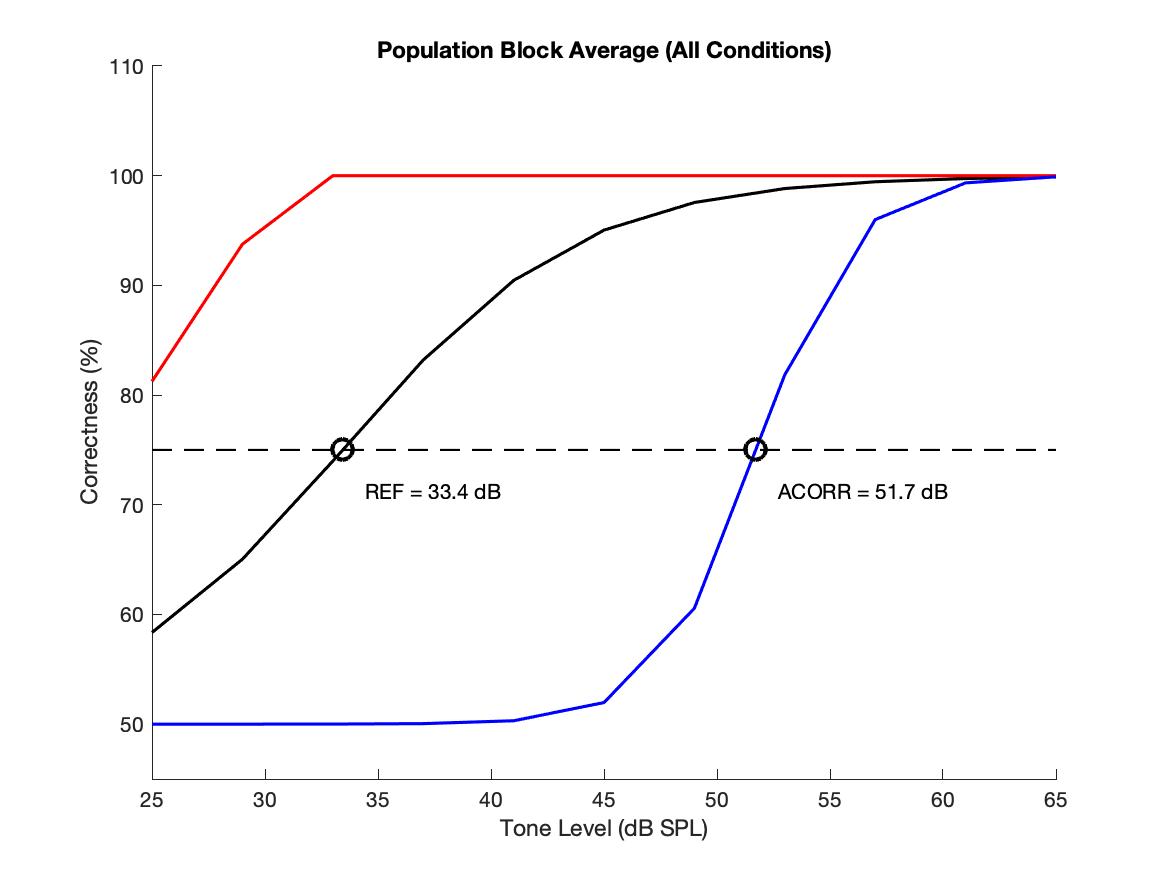 Population Block Average (All Conditions)
110
100
90
80
70
60
50
Correctness (%)
REF = 33.4 dB
ACORR = 51.7 dB
25 30 35 40 45 50 55 60 65
Tone Level (dB SPL)